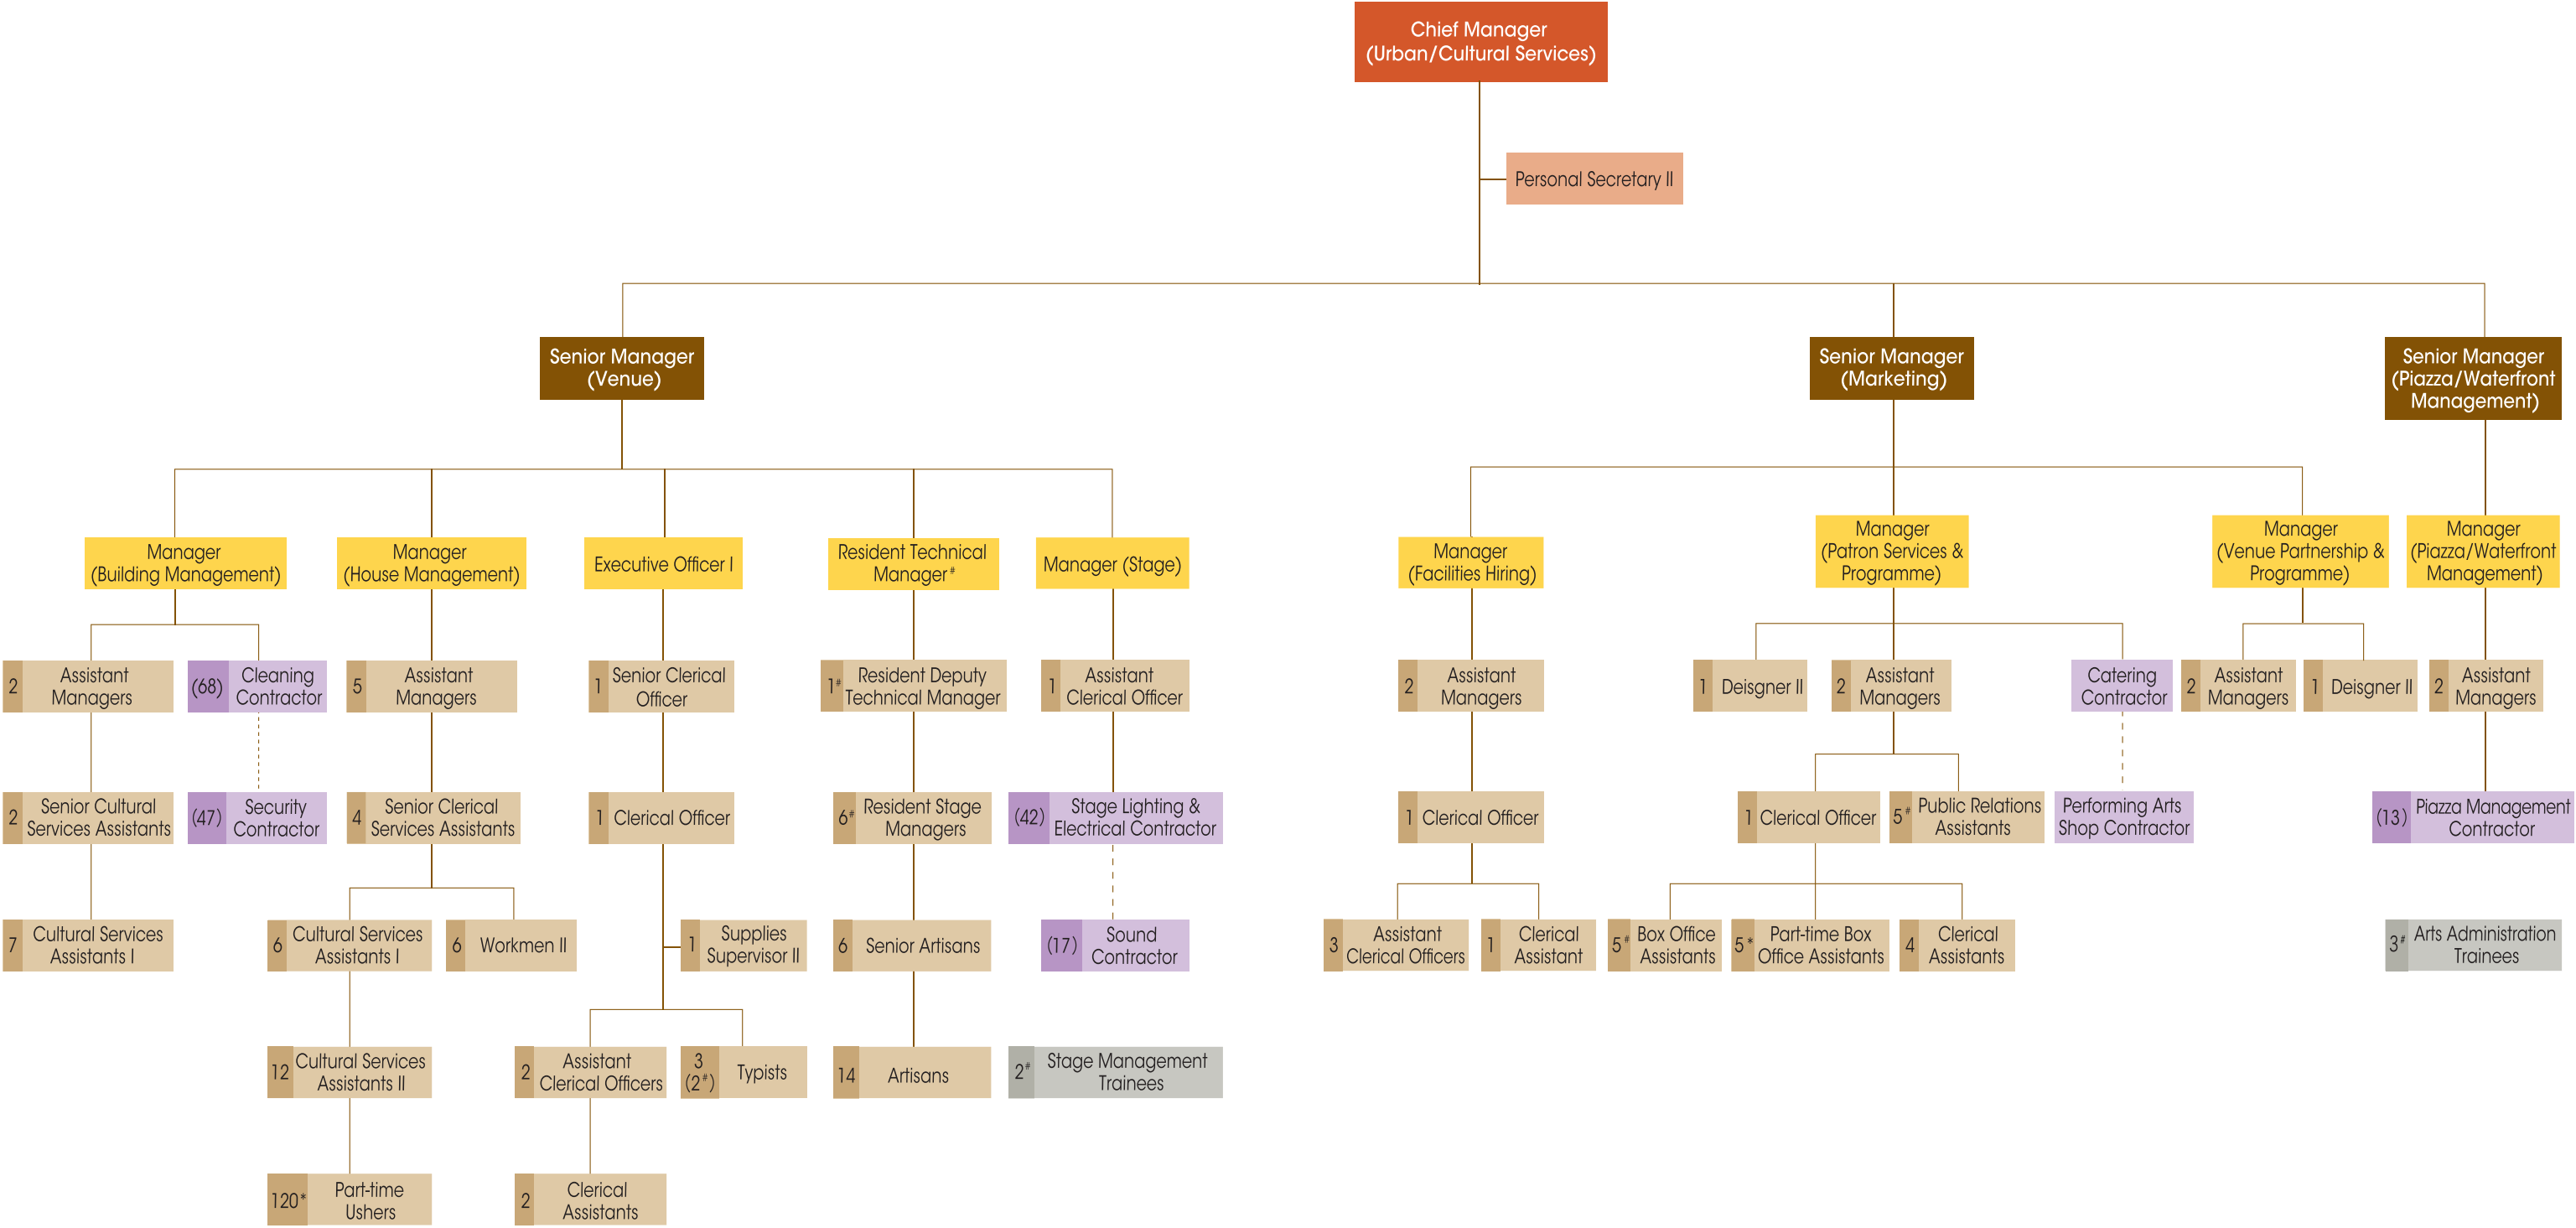 Chief Manager
(Urban/Cultural Services)
Personal Secretary II
Senior Manager
(Venue)
Senior Manager
(Marketing)
Senior Manager
(Piazza/Waterfront
Management)
Manager
(Building Management)
Manager
(House Management)
Executive Officer I
Resident Technical
Manager#
Manager (Stage)
Manager
(Facilities Hiring)
Manager
(Patron Services &
Programme)
Manager
(Venue Partnership &
Programme)
Manager
(Piazza/Waterfront
Management)
2 Assistant
Managers
(68) Cleaning
Contractor
5 Assistant
Managers
1 Senior Clerical
Officer
1# Resident Deputy
Technical Manager
1 Assistant
Clerical Officer
2 Assistant
Managers
1 Deisgner II
2 Assistant
Managers
Catering
Contractor
2 Assistant
Managers
1 Deisgner II
2 Assistant
Managers
2 Senior Cultural
Services Assistants
(47) Security
Contractor
4 Senior Clerical
Services Assistants
1 Clerical Officer
6# Resident Stage
Managers
(42) Stage Lighting &
Electrical Contractor
1 Clerical Officer
1 Clerical Officer
5# Public Relations
Assistants
Performing Arts
Shop Contractor
(13) Piazza Management
Contractor
7 Cultural Services
Assistants I
6 Cultural Services
Assistants I
6 Workmen II
1 Supplies
Supervisor II
6 Senior Artisans
(17) Sound
Contractor
3 Assistant
Clerical Officers
1 Clerical
Assistant
5# Box Office
Assistants
5* Part-time Box
Office Assistants
4 Clerical
Assistants
3# Arts Administration
Trainees
12 Cultural Services
Assistants II
2 Assistant
Clerical Officers
3
(2#) Typists
14 Artisans
2# Stage Management
Trainees
120* Part-time
Ushers
2 Clerical
Assistants